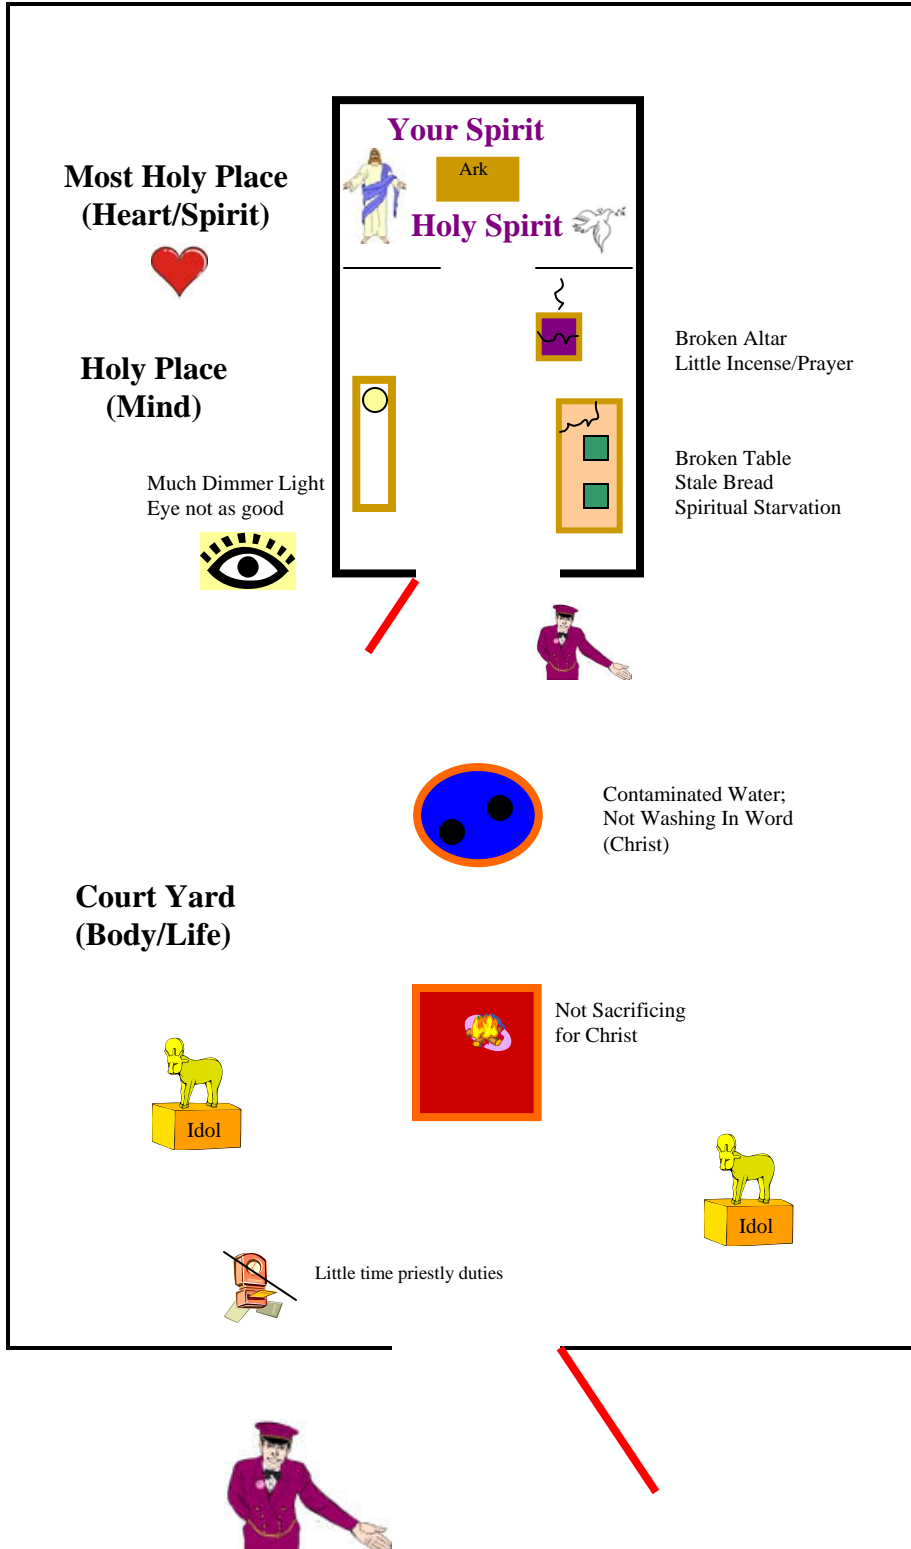 Your Spirit
Ark
Most Holy Place
(Heart/Spirit)
Holy Spirit
Broken Altar
Little Incense/Prayer
Holy Place
(Mind)
Broken Table
Stale Bread
Spiritual Starvation
Much Dimmer Light
Eye not as good
Contaminated Water;
Not Washing In Word
(Christ)
Court Yard
(Body/Life)
Not Sacrificing
for Christ
Idol
Idol
Little time priestly duties